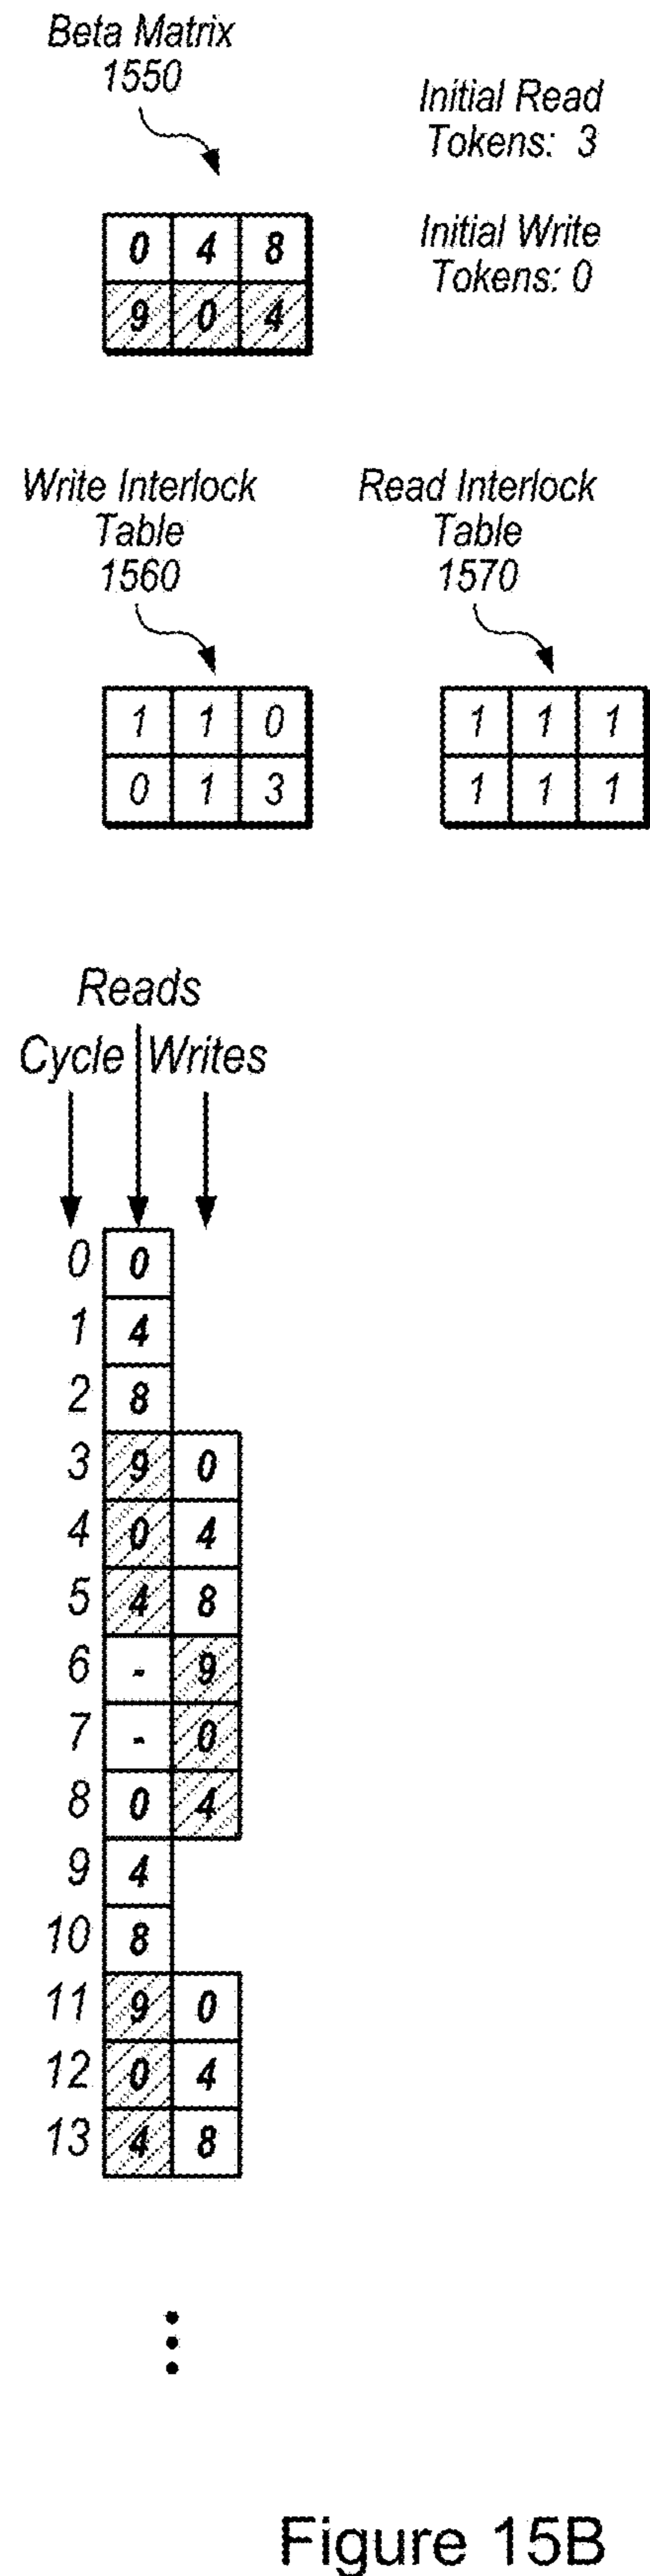 Beta Matrix
1550
Initial Read
Tokens: 3
Initial Write
Tokens: 0
0 4 8
9 0 4
Write Interlock
Table
1560
Read Interlock
Table
1570
1 1 0
0 1 3
1 1 1
1 1 1
Reads
Cycle Writes
0 0
1 4
2 8
3 9 0
4 0 4
5 4 8
6 - 9
7 - 0
8 0 4
9 4
10 8
11 9 0
12 0 4
13 4 8
Figure 15B